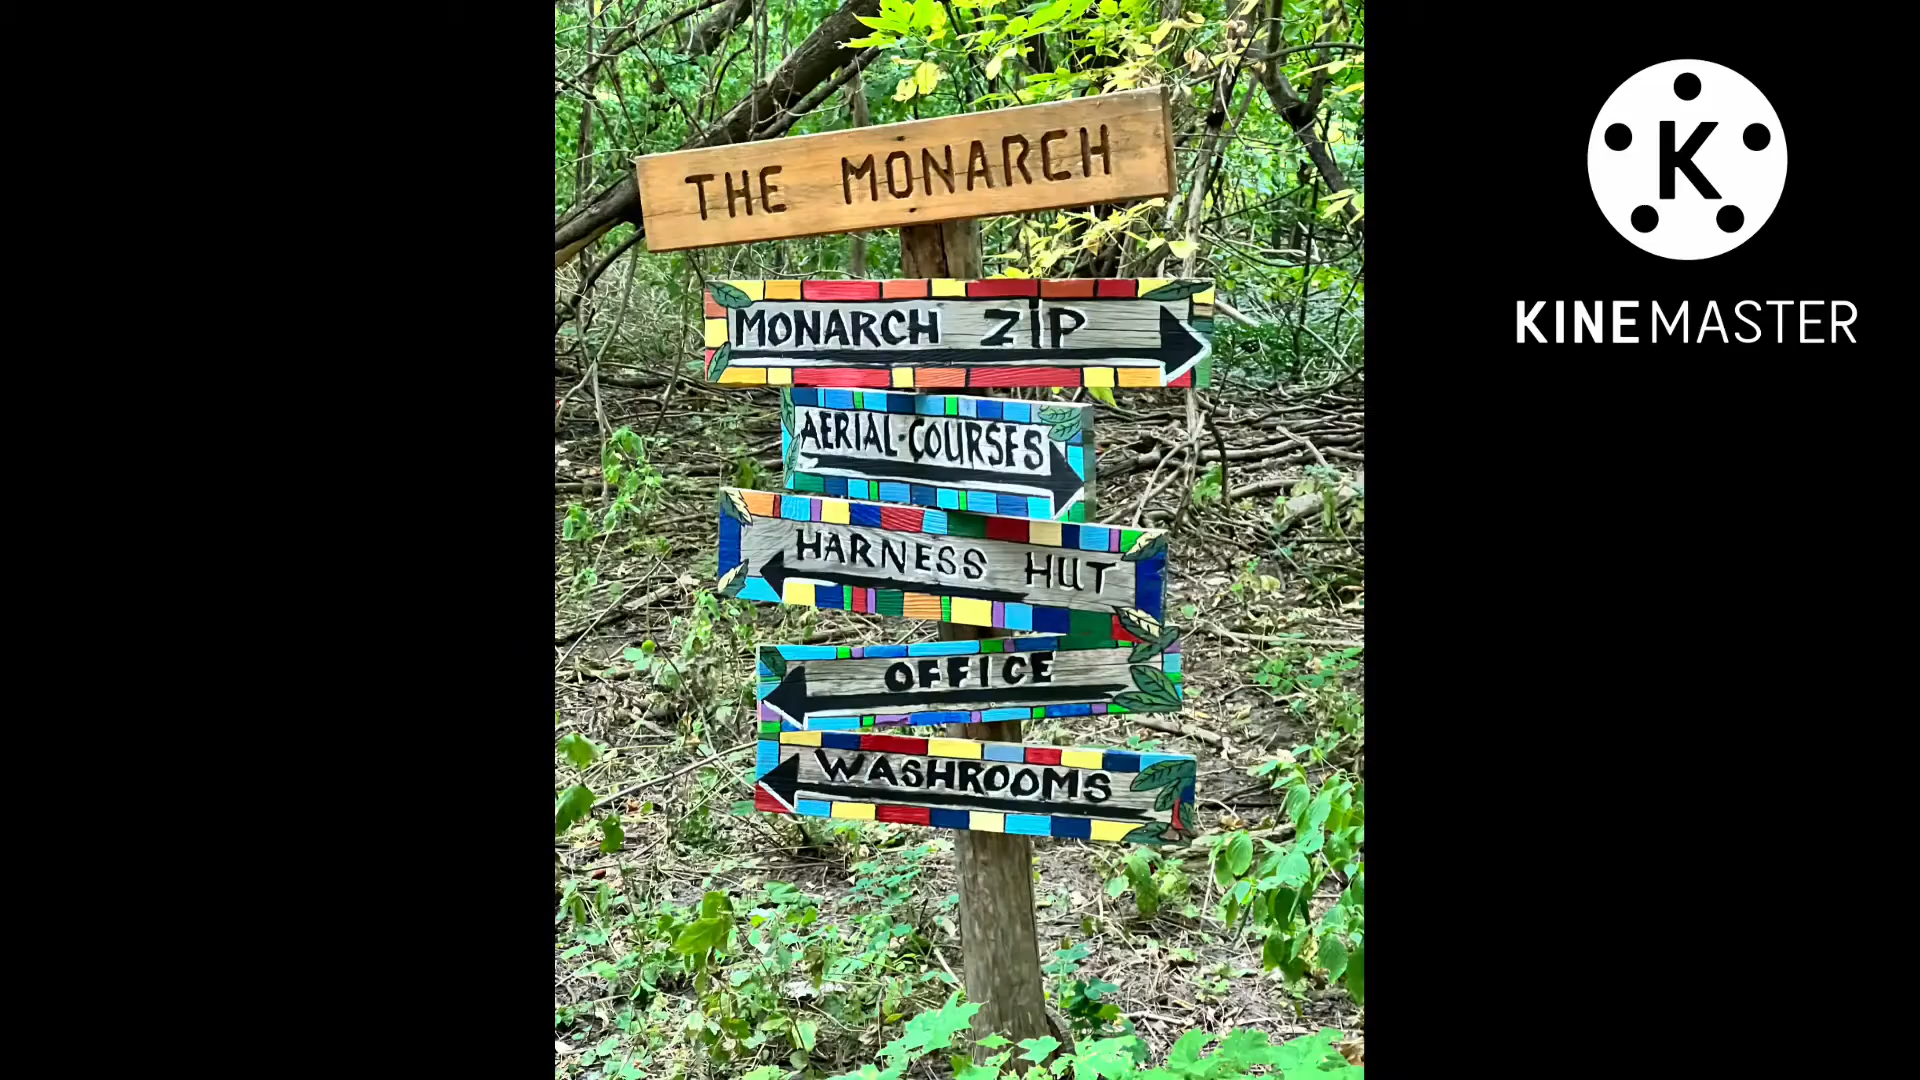 THE MONARCH
MONARCH ZIP
AERIAL-COURSES
HARNESS HUT
OFFICE
WASHROOMS
K
KINEMASTER